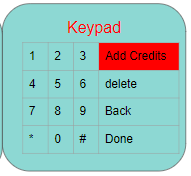 Keypad
1 2 3 Add Credits
4 5 6 delete
7 8 9 Back
* 0 # Done